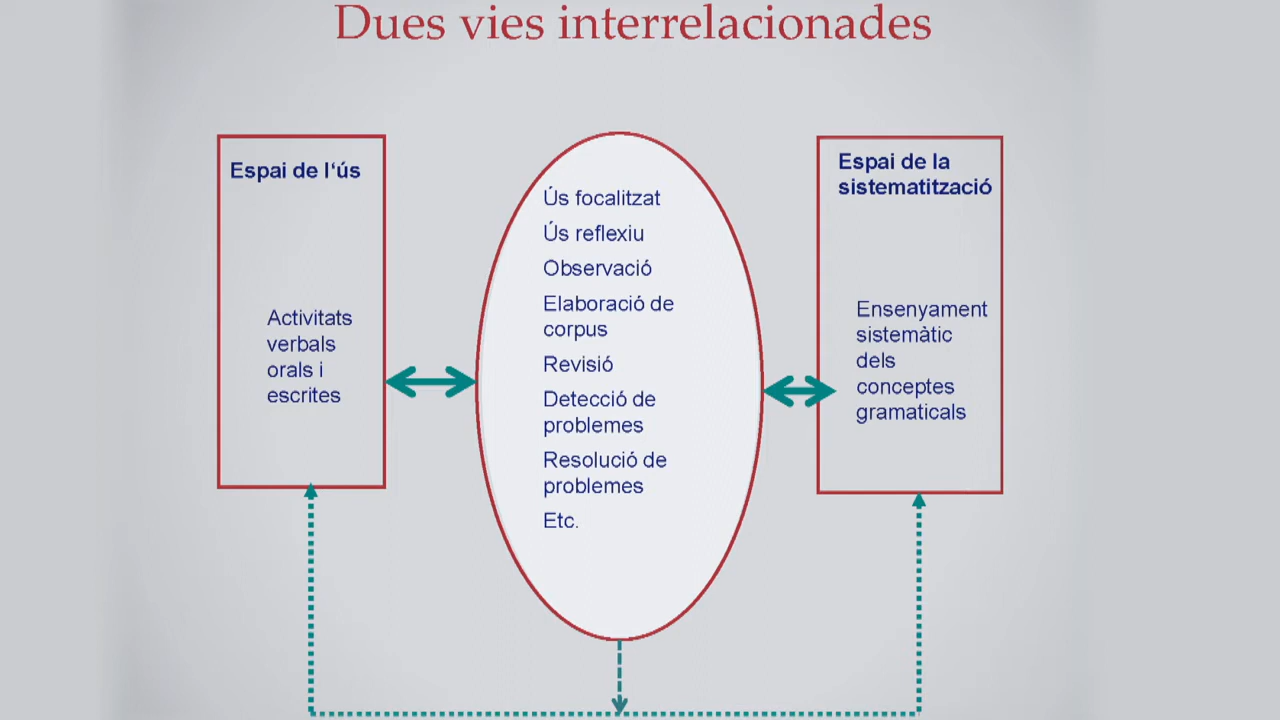 Dues vies interrelacionades
Espai de l‘ús
Activitats
verbals
orals i
escrites
Ús focalitzat
Ús reflexiu
Observació
Elaboració de
corpus
Revisió
Detecció de
problemes
Resolució de
problemes
Etc.
Espai de la
sistematització
Ensenyament
sistemàtic
dels
conceptes
gramaticals